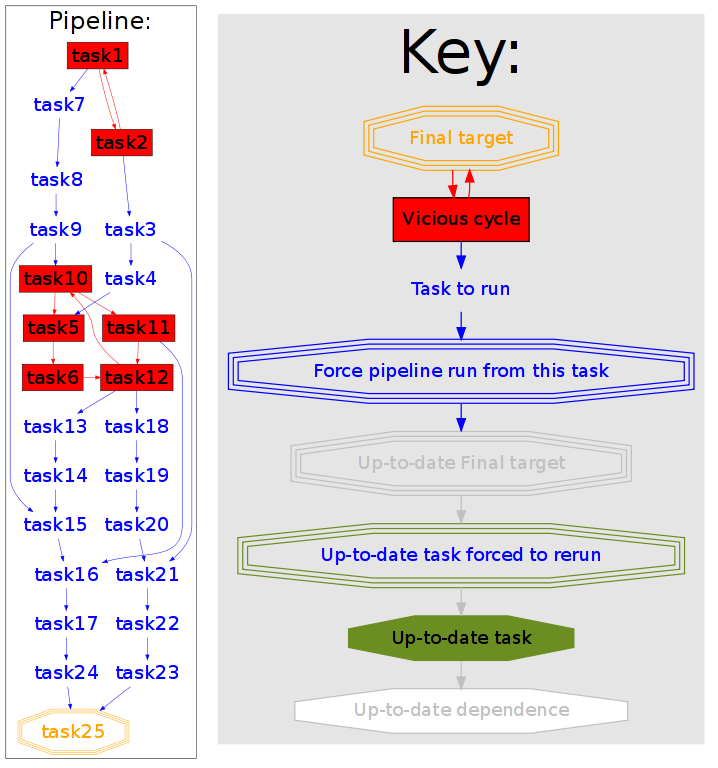 Pipeline:
task1
task7
task2
task8
task9
task3
task10
task4
task5
task11
task6
task12
task13
task18
task14
task19
task15
task20
task16
task21
task17
task22
task24
task23
task25
Key:
Final target
Vicious cycle
Task to run
Force pipeline run from this task
Up-to-date Final target
Up-to-date task forced to rerun
Up-to-date task
Up-to-date dependence